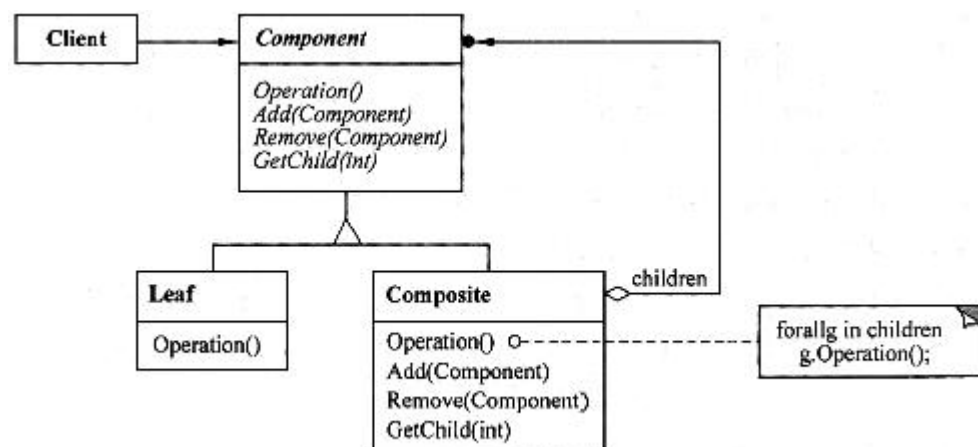 Client
Component
Operation()
Add(Component)
Remove(Component)
GetChild(int)
Leaf
Operation()
Composite
Operation()
Add(Component)
Remove(Component)
GetChild(int)
children
forallg in children
g.Operation();